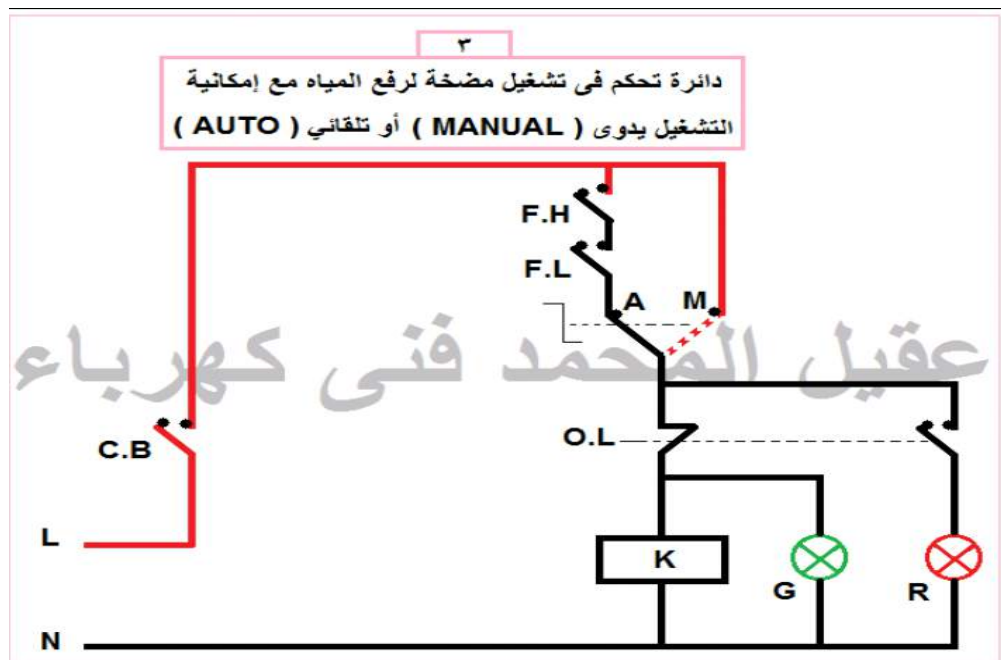 ٣
دائرة تحكم فى تشغيل مضخة لرفع المياه مع إمكانية
التشغيل يدوى ( MANUAL ) أو تلقائي ( AUTO )
F.H
F.L
A M
عقيل المحمد فنى كهرباء
C.B
O.L
L
K
G R
N